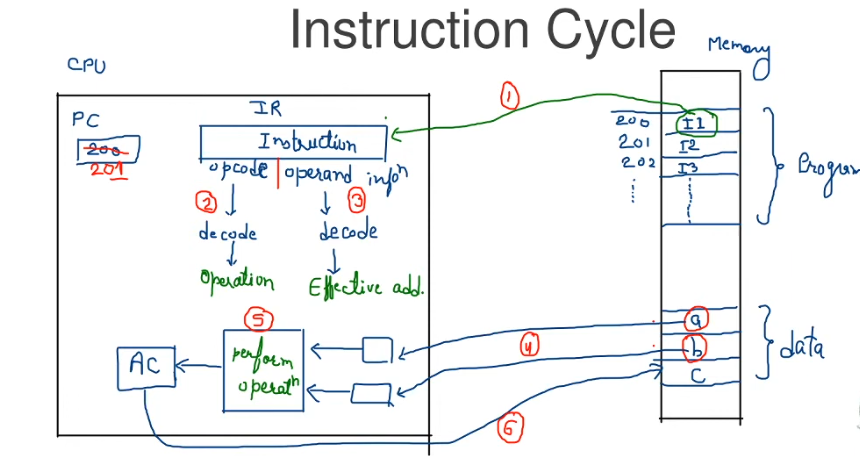 Instruction Cycle
CPU
Memory
PC
IR
①
200
201
Instruction
opcode | operand infoⁿ
②
③
decode
decode
Operation
Effective add.
200 I1
201 I2
202 I3
Program
⑤
perform
operatⁿ
AC
④
⑥
a
b
C
data